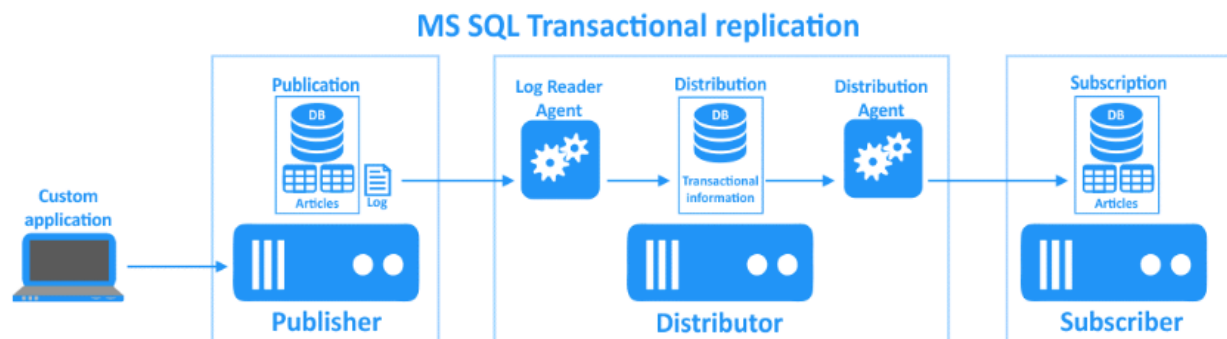 MS SQL Transactional replication
Custom
application
Publication
DB
Articles
Log
Publisher
Log Reader
Agent
Distribution
DB
Transactional
information
Distribution
Agent
Distributor
Subscription
DB
Articles
Subscriber